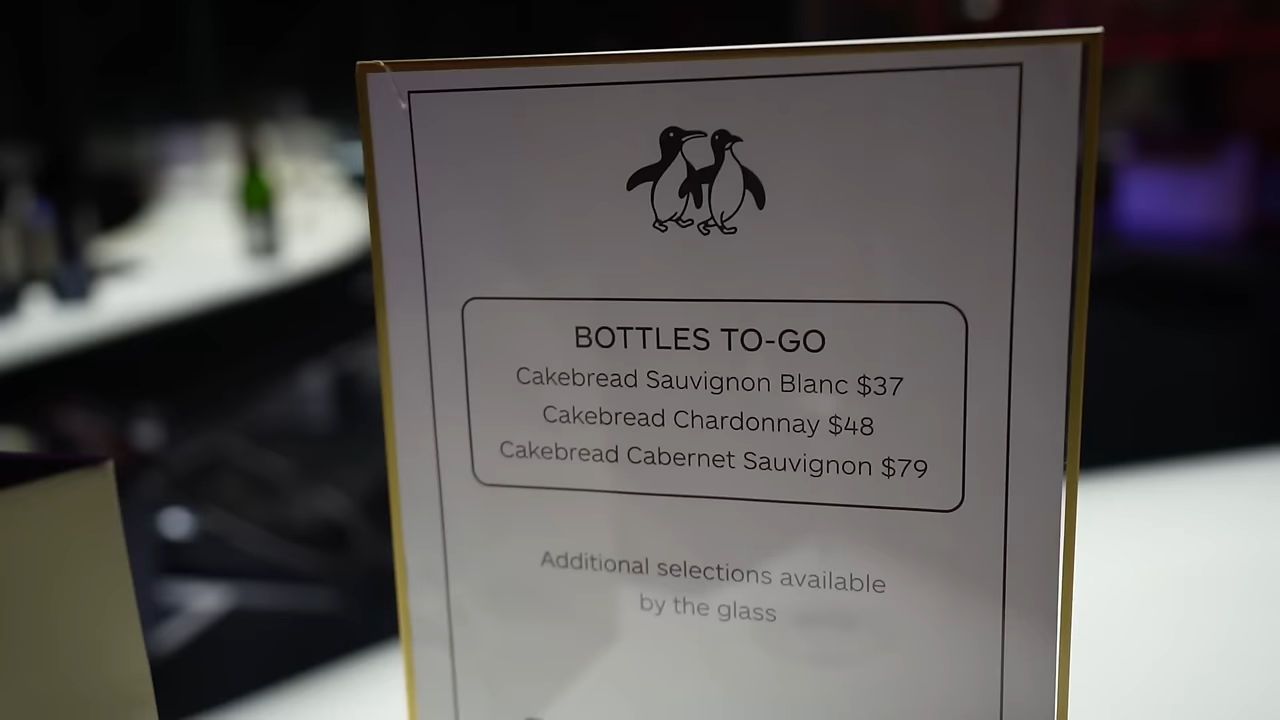 BOTTLES TO-GO
Cakebread Sauvignon Blanc $37
Cakebread Chardonnay $48
Cakebread Cabernet Sauvignon $79
Additional selections available
by the glass